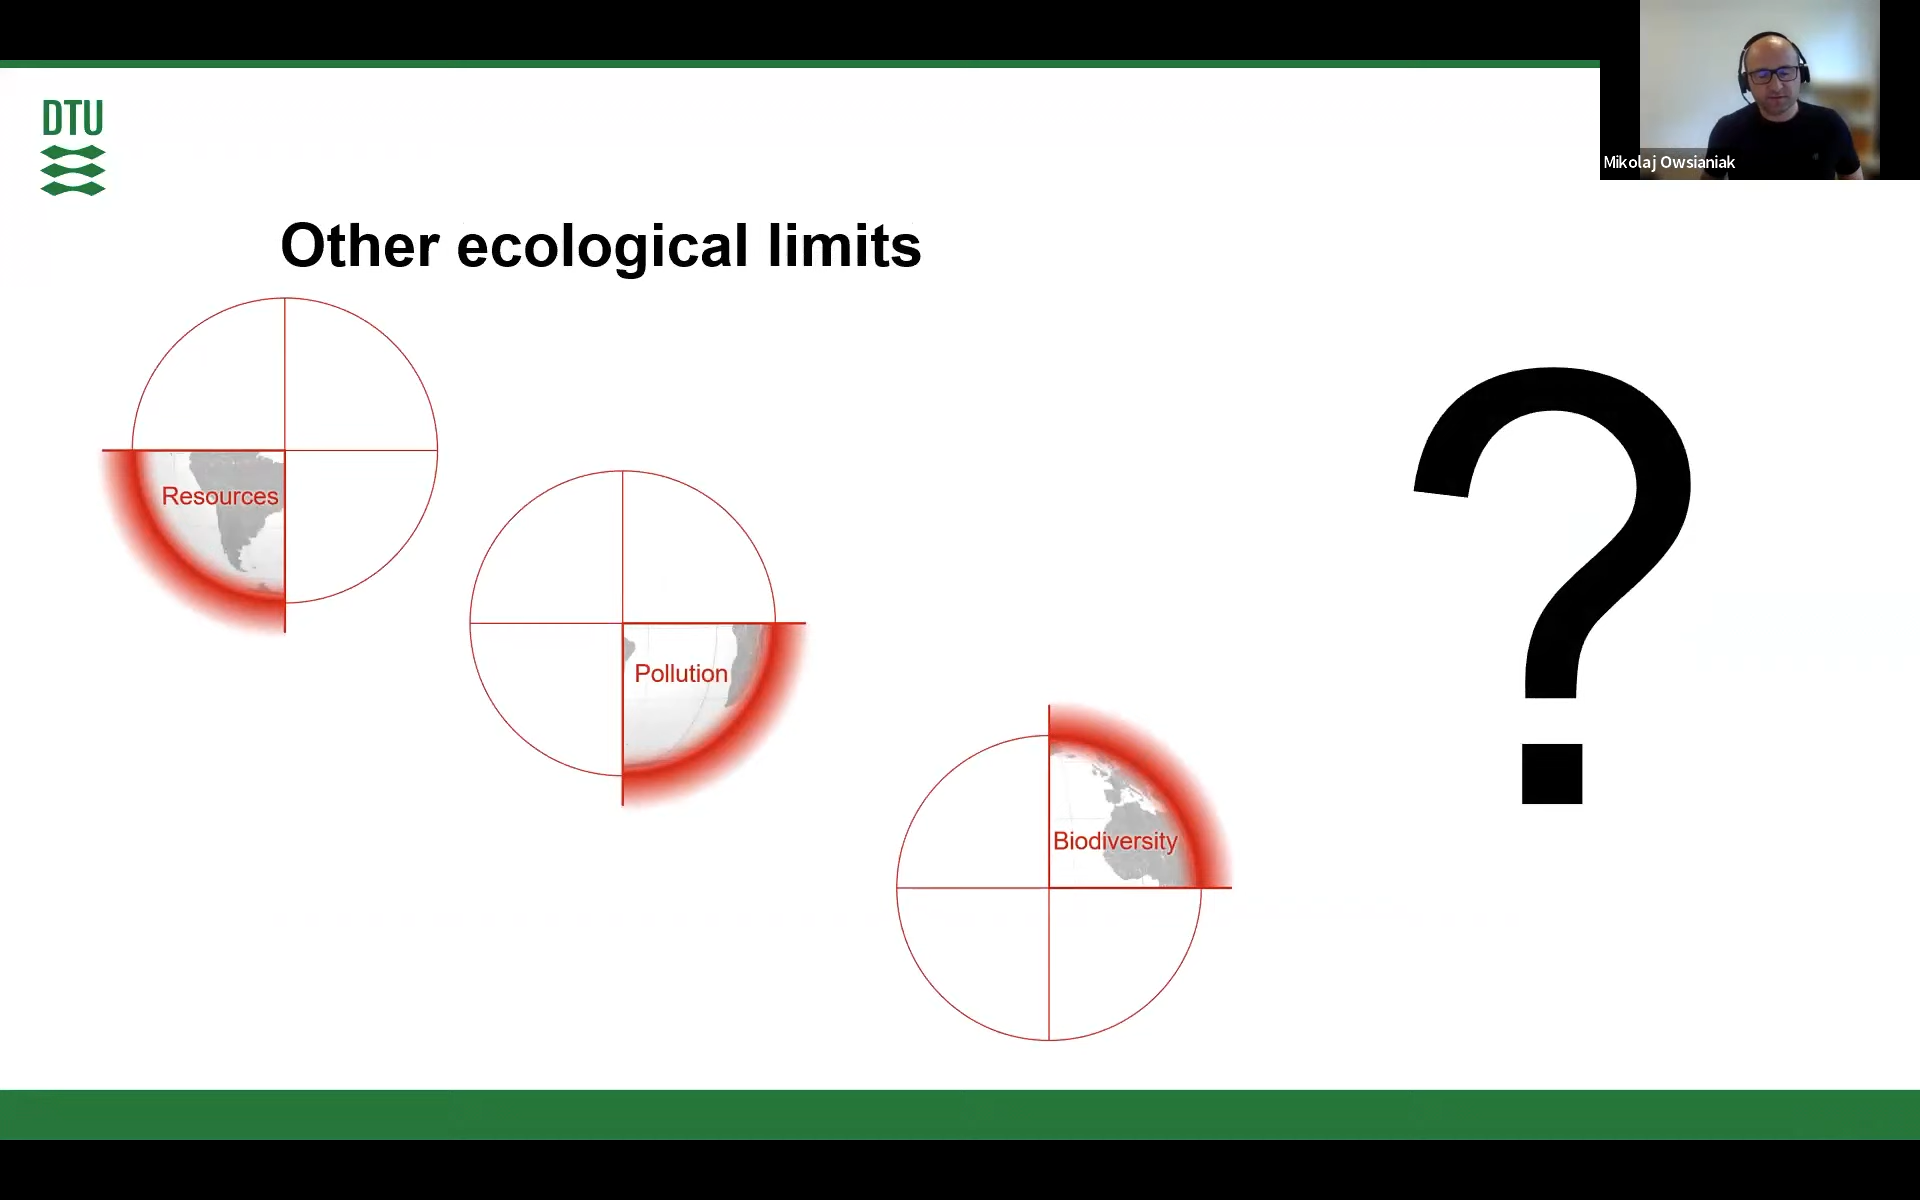 DTU
Mikolaj Owsianiak
Other ecological limits
Resources
Pollution
Biodiversity
?